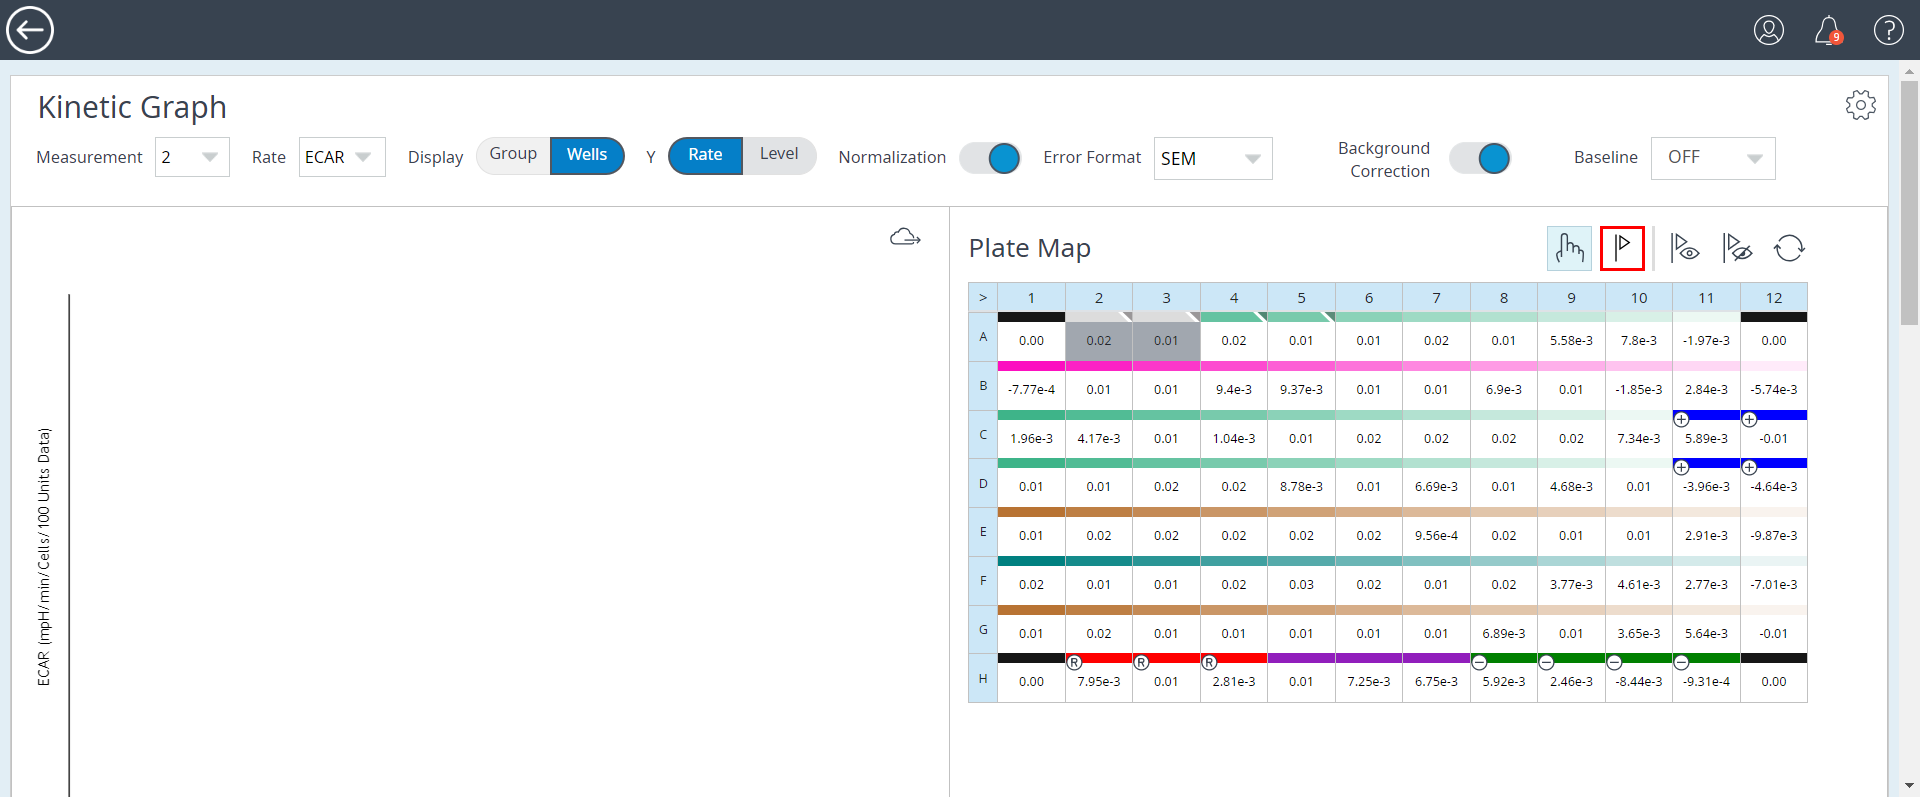 9
Kinetic Graph
Measurement 2 Rate ECAR Display Group Wells Y Rate Level Normalization Error Format SEM Background Correction Baseline OFF
Plate Map
> 1 2 3 4 5 6 7 8 9 10 11 12
A 0.00 0.02 0.01 0.02 0.01 0.01 0.02 0.01 5.58e-3 7.8e-3 -1.97e-3 0.00
B -7.77e-4 0.01 0.01 9.4e-3 9.37e-3 0.01 0.01 6.9e-3 0.01 -1.85e-3 2.84e-3 -5.74e-3
C 1.96e-3 4.17e-3 0.01 1.04e-3 0.01 0.02 0.02 0.02 0.02 7.34e-3 5.89e-3 -0.01
D 0.01 0.01 0.02 0.02 8.78e-3 0.01 6.69e-3 0.01 4.68e-3 0.01 -3.96e-3 -4.64e-3
E 0.01 0.02 0.02 0.02 0.02 0.02 9.56e-4 0.02 0.01 0.01 2.91e-3 -9.87e-3
F 0.02 0.01 0.01 0.02 0.03 0.02 0.01 0.02 3.77e-3 4.61e-3 2.77e-3 -7.01e-3
G 0.01 0.02 0.01 0.01 0.01 0.01 0.01 6.89e-3 0.01 3.65e-3 5.64e-3 -0.01
R R R
H 0.00 7.95e-3 0.01 2.81e-3 0.01 7.25e-3 6.75e-3 5.92e-3 2.46e-3 -8.44e-3 -9.31e-4 0.00
ECAR (mpH/min/Cells/100 Units Data)